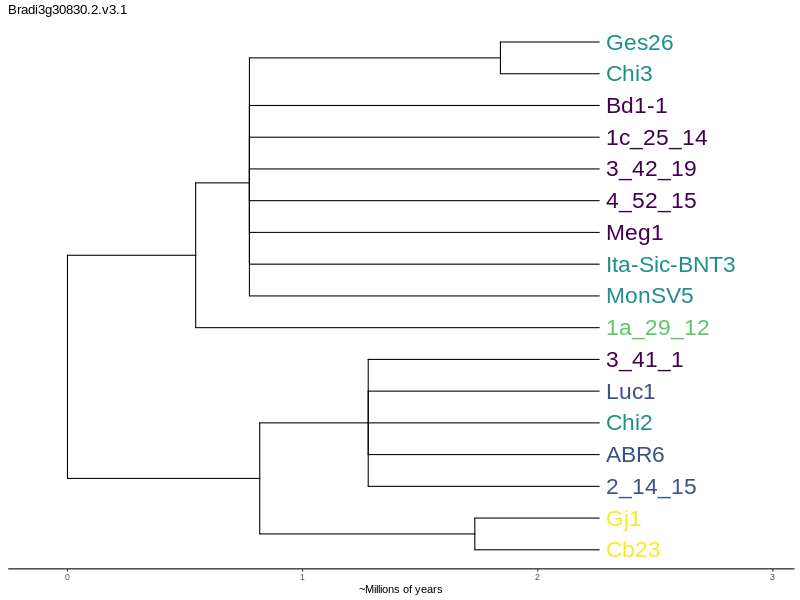 Bradi3g30830.2.v3.1
Ges26
Chi3
Bd1-1
1c_25_14
3_42_19
4_52_15
Meg1
Ita-Sic-BNT3
MonSV5
1a_29_12
3_41_1
Luc1
Chi2
ABR6
2_14_15
Gj1
Cb23
0 1 2 3
~Millions of years